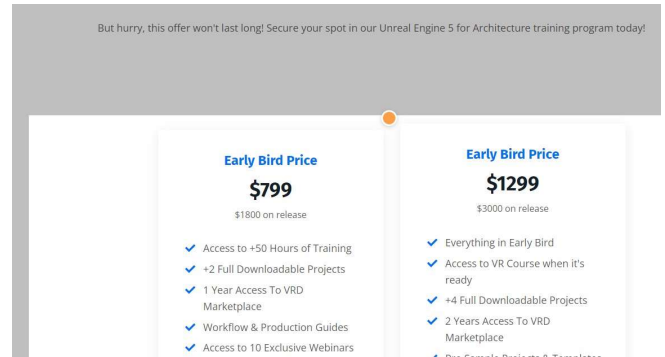 But hurry, this offer won't last long! Secure your spot in our Unreal Engine 5 for Architecture training program today!
Early Bird Price
$799
$1800 on release
Access to +50 Hours of Training
+2 Full Downloadable Projects
1 Year Access To VRD
Marketplace
Workflow & Production Guides
Access to 10 Exclusive Webinars
Early Bird Price
$1299
$3000 on release
Everything in Early Bird
Access to VR Course when it's
ready
+4 Full Downloadable Projects
2 Years Access To VRD
Marketplace
Sample Projects & Templates